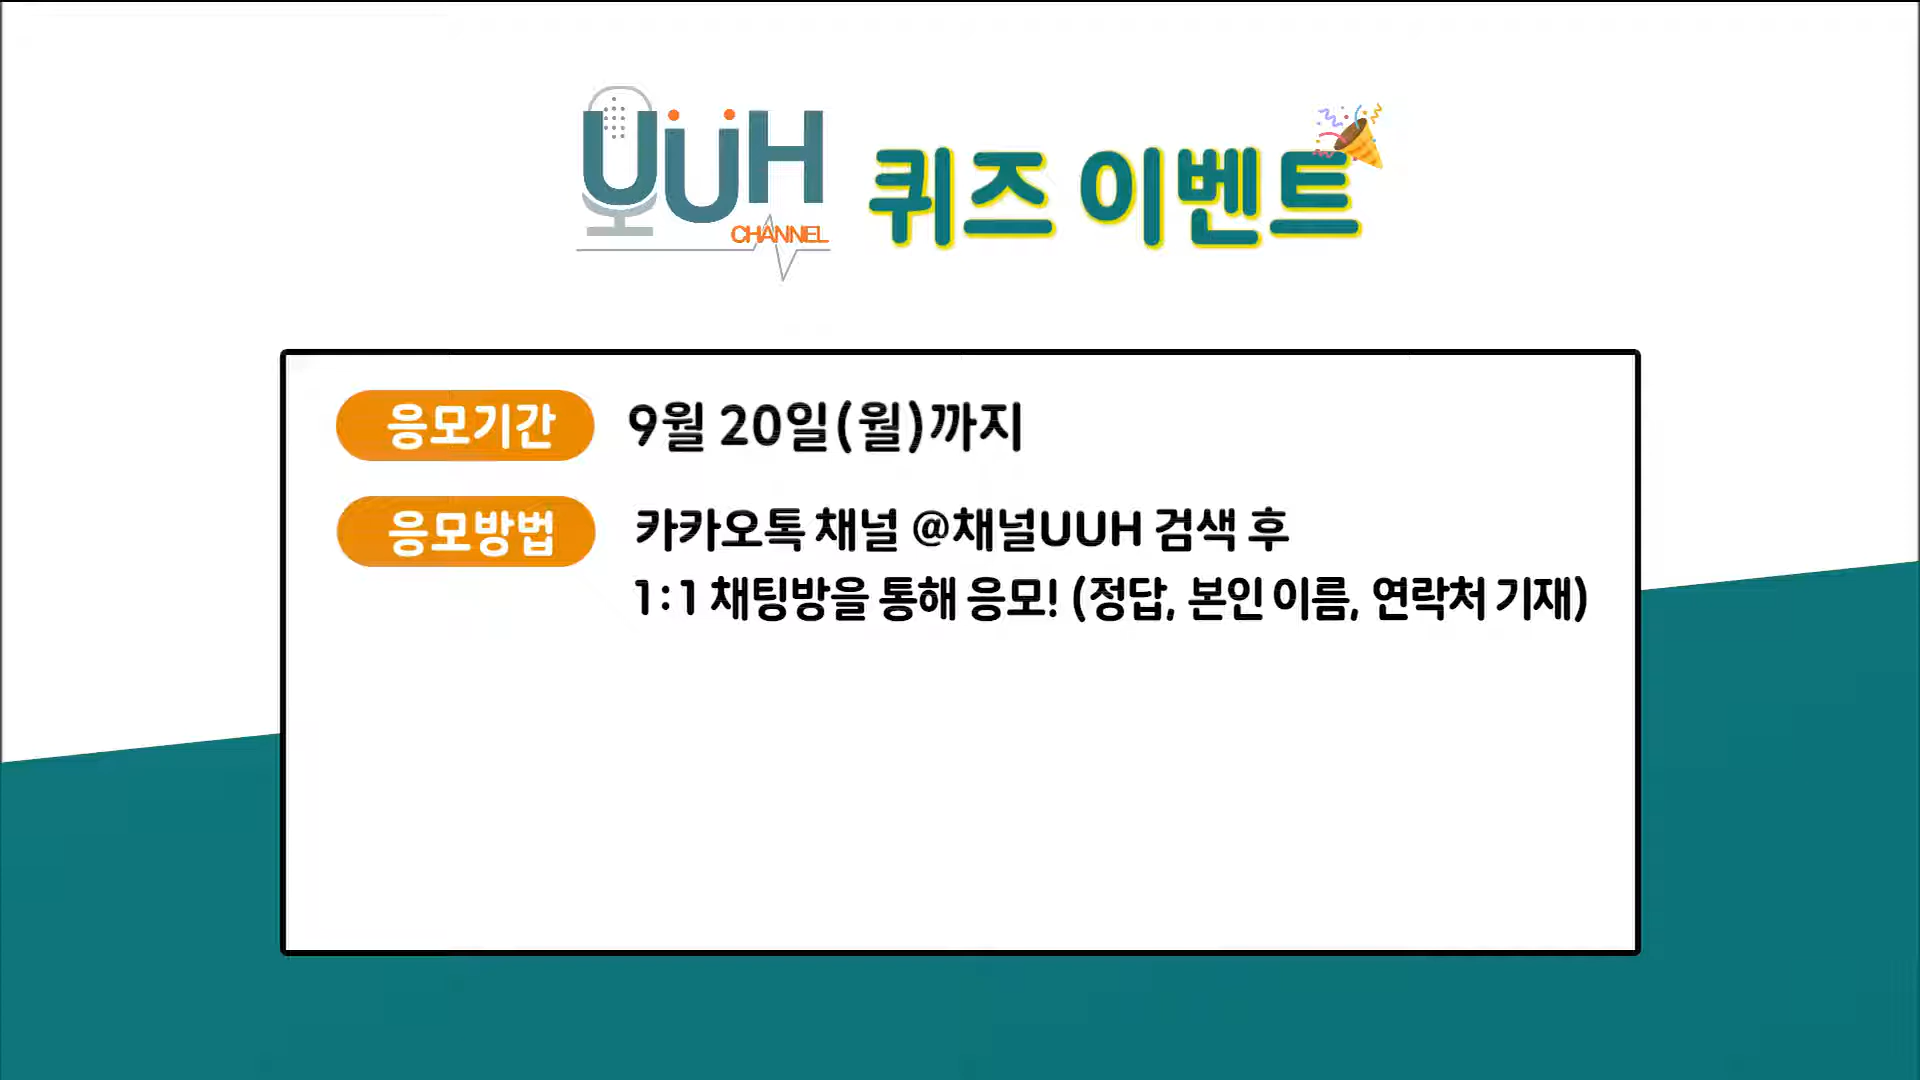 UUH
CHANNEL
퀴즈 이벤트
응모기간 9월 20일(월)까지
응모방법 카카오톡 채널 @채널UUH 검색 후
1:1 채팅방을 통해 응모! (정답, 본인 이름, 연락처 기재)